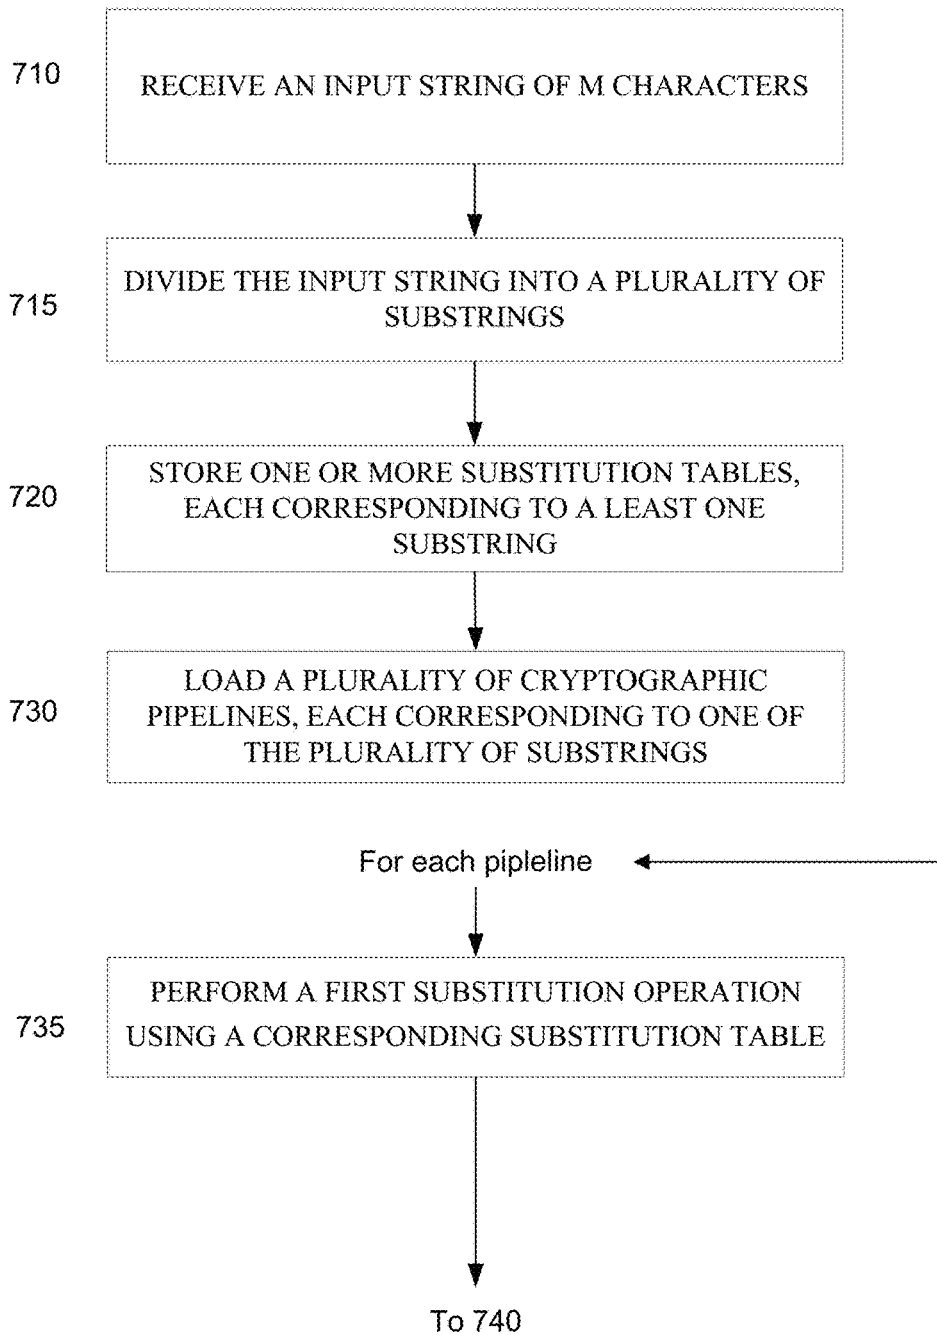 710
RECEIVE AN INPUT STRING OF M CHARACTERS
715
DIVIDE THE INPUT STRING INTO A PLURALITY OF
SUBSTRINGS
720
STORE ONE OR MORE SUBSTITUTION TABLES,
EACH CORRESPONDING TO A LEAST ONE
SUBSTRING
730
LOAD A PLURALITY OF CRYPTOGRAPHIC
PIPELINES, EACH CORRESPONDING TO ONE OF
THE PLURALITY OF SUBSTRINGS
For each pipleline
735
PERFORM A FIRST SUBSTITUTION OPERATION
USING A CORRESPONDING SUBSTITUTION TABLE
To 740